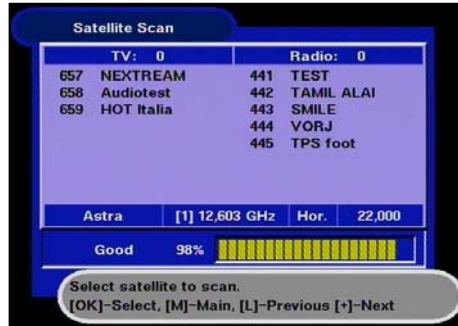 Satellite Scan
TV: 0 Radio: 0
657 NEXTREAM 441 TEST
658 Audiotest 442 TAMIL ALAI
659 HOT Italia 443 SMILE
444 VORJ
445 TPS foot
Astra [1] 12,603 GHz Hor. 22,000
Good 98%
Select satellite to scan.
[OK]-Select, [M]-Main, [L]-Previous [+]-Next